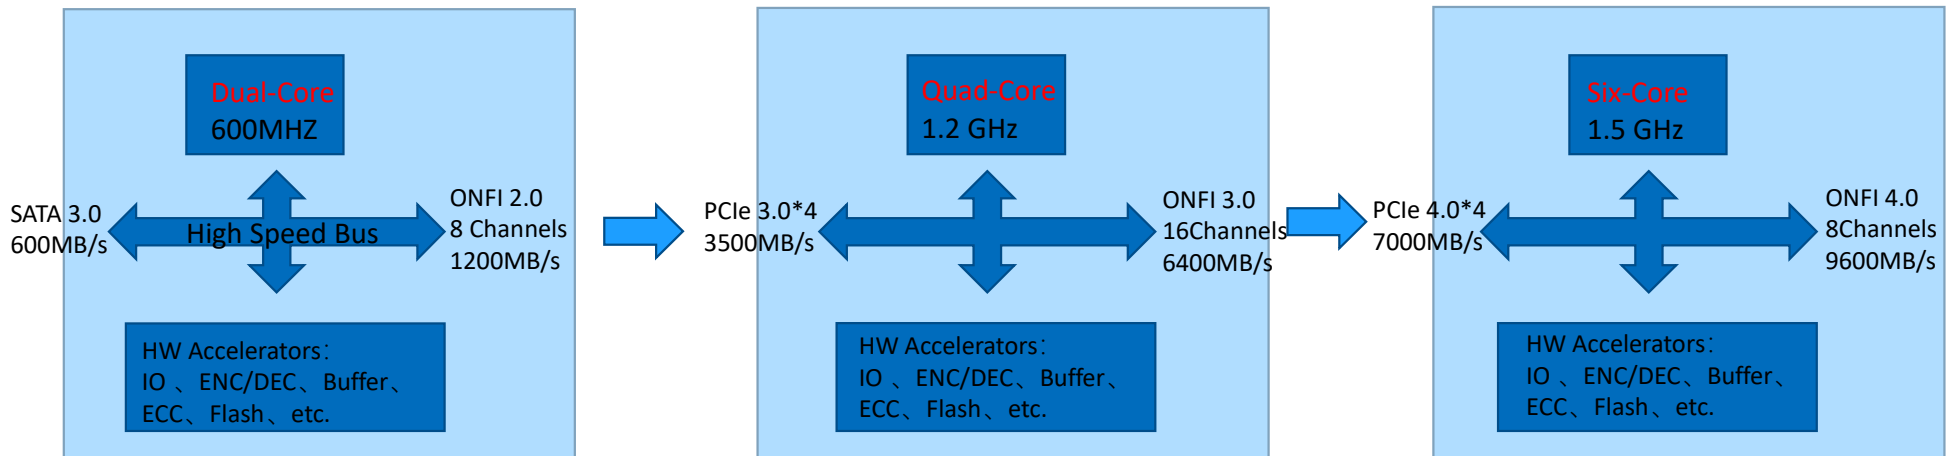 Dual-Core
600MHZ
SATA 3.0
600MB/s
High Speed Bus
ONFI 2.0
8 Channels
1200MB/s
HW Accelerators：
IO 、ENC/DEC、Buffer、
ECC、Flash、etc.
Quad-Core
1.2 GHz
PCIe 3.0*4
3500MB/s
ONFI 3.0
16Channels
6400MB/s
HW Accelerators：
IO 、ENC/DEC、Buffer、
ECC、Flash、etc.
Six-Core
1.5 GHz
PCIe 4.0*4
7000MB/s
ONFI 4.0
8Channels
9600MB/s
HW Accelerators：
IO 、ENC/DEC、Buffer、
ECC、Flash、etc.